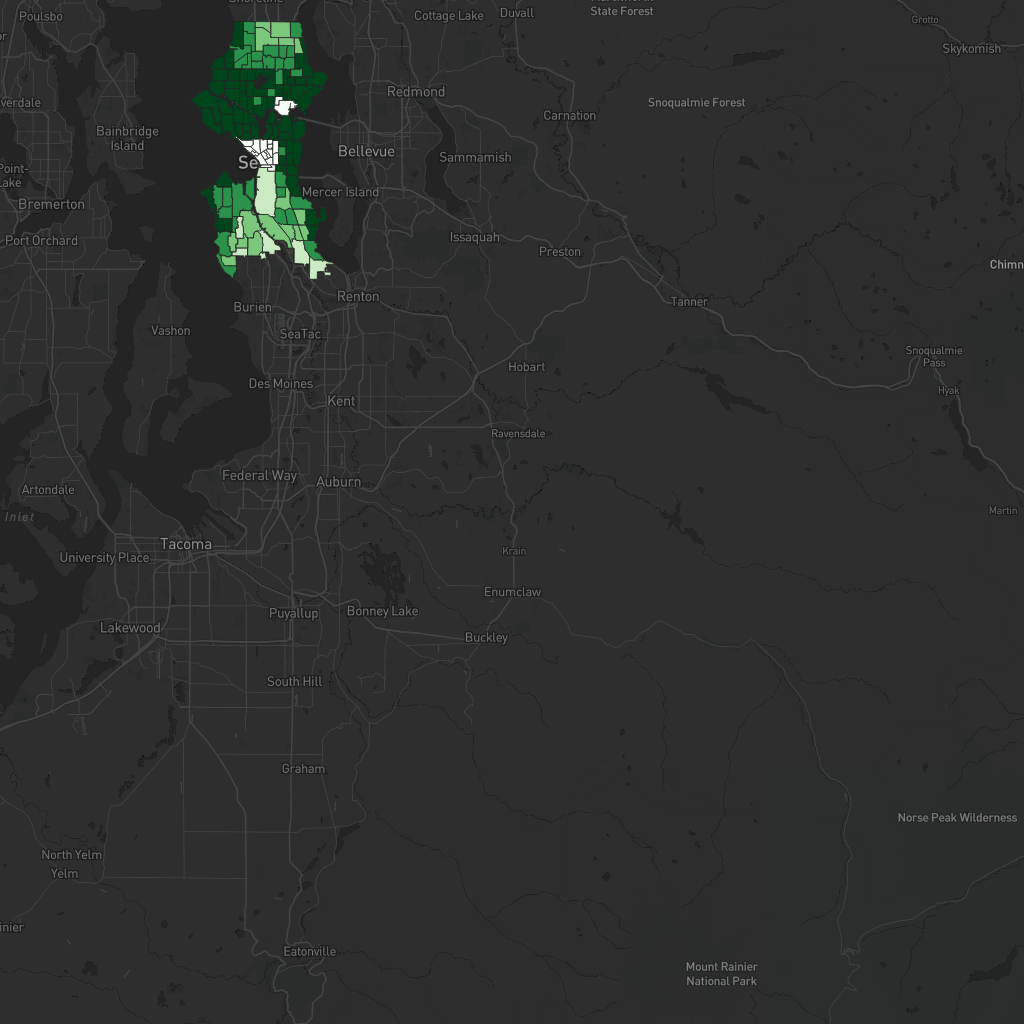 Shoreline
Poulsbo
Cottage Lake
Duvall
State Forest
Grotto
Skykomish
Redmond
Snoqualmie Forest
Carnation
Bainbridge
Island
Bellevue
Se
Sammamish
Mercer Island
Lake
Bremerton
Port Orchard
Issaquah
Preston
Chimn
Renton
Tanner
Burien
Vashon
SeaTac
Snoqualmie
Pass
Hobart
Des Moines
Hyak
Kent
Ravensdale
Federal Way
Auburn
Artondale
Martin
Inlet
Tacoma
University Place
Krain
Enumclaw
Puyallup
Bonney Lake
Lakewood
Buckley
South Hill
Graham
Norse Peak Wilderness
North Yelm
Yelm
inier
Eatonville
Mount Rainier
National Park